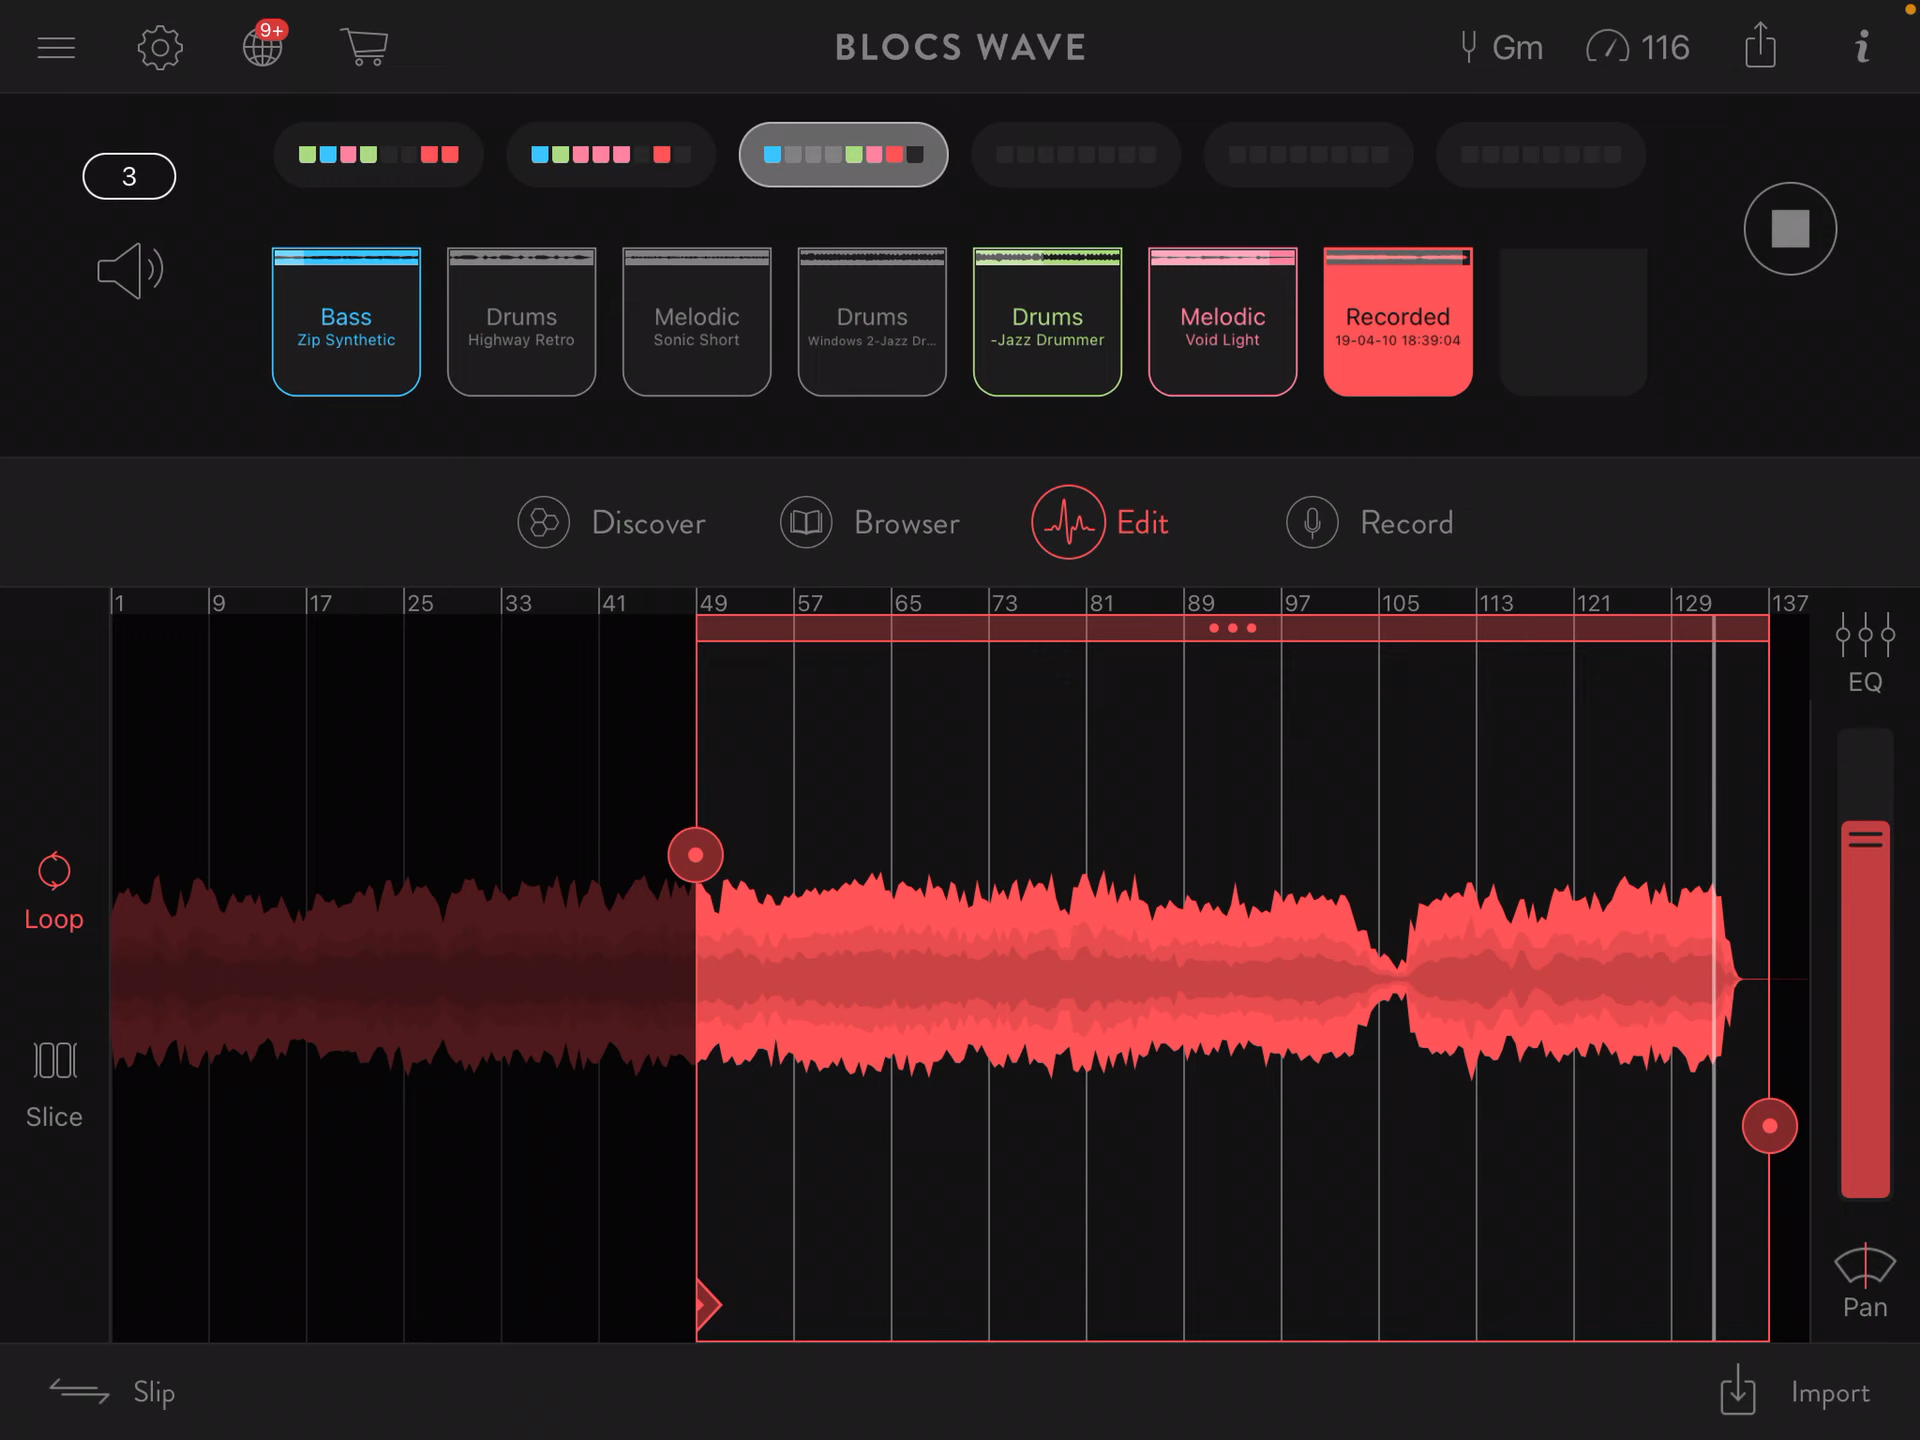 9+
BLOCS WAVE
Gm
116
3
Bass
Zip Synthetic
Drums
Highway Retro
Melodic
Sonic Short
Drums
Windows 2-Jazz Dr...
Drums
-Jazz Drummer
Melodic
Void Light
Recorded
19-04-10 18:39:04
Discover
Browser
Edit
Record
1 9 17 25 33 41 49 57 65 73 81 89 97 105 113 121 129 137
EQ
Loop
Slice
Pan
Slip
Import